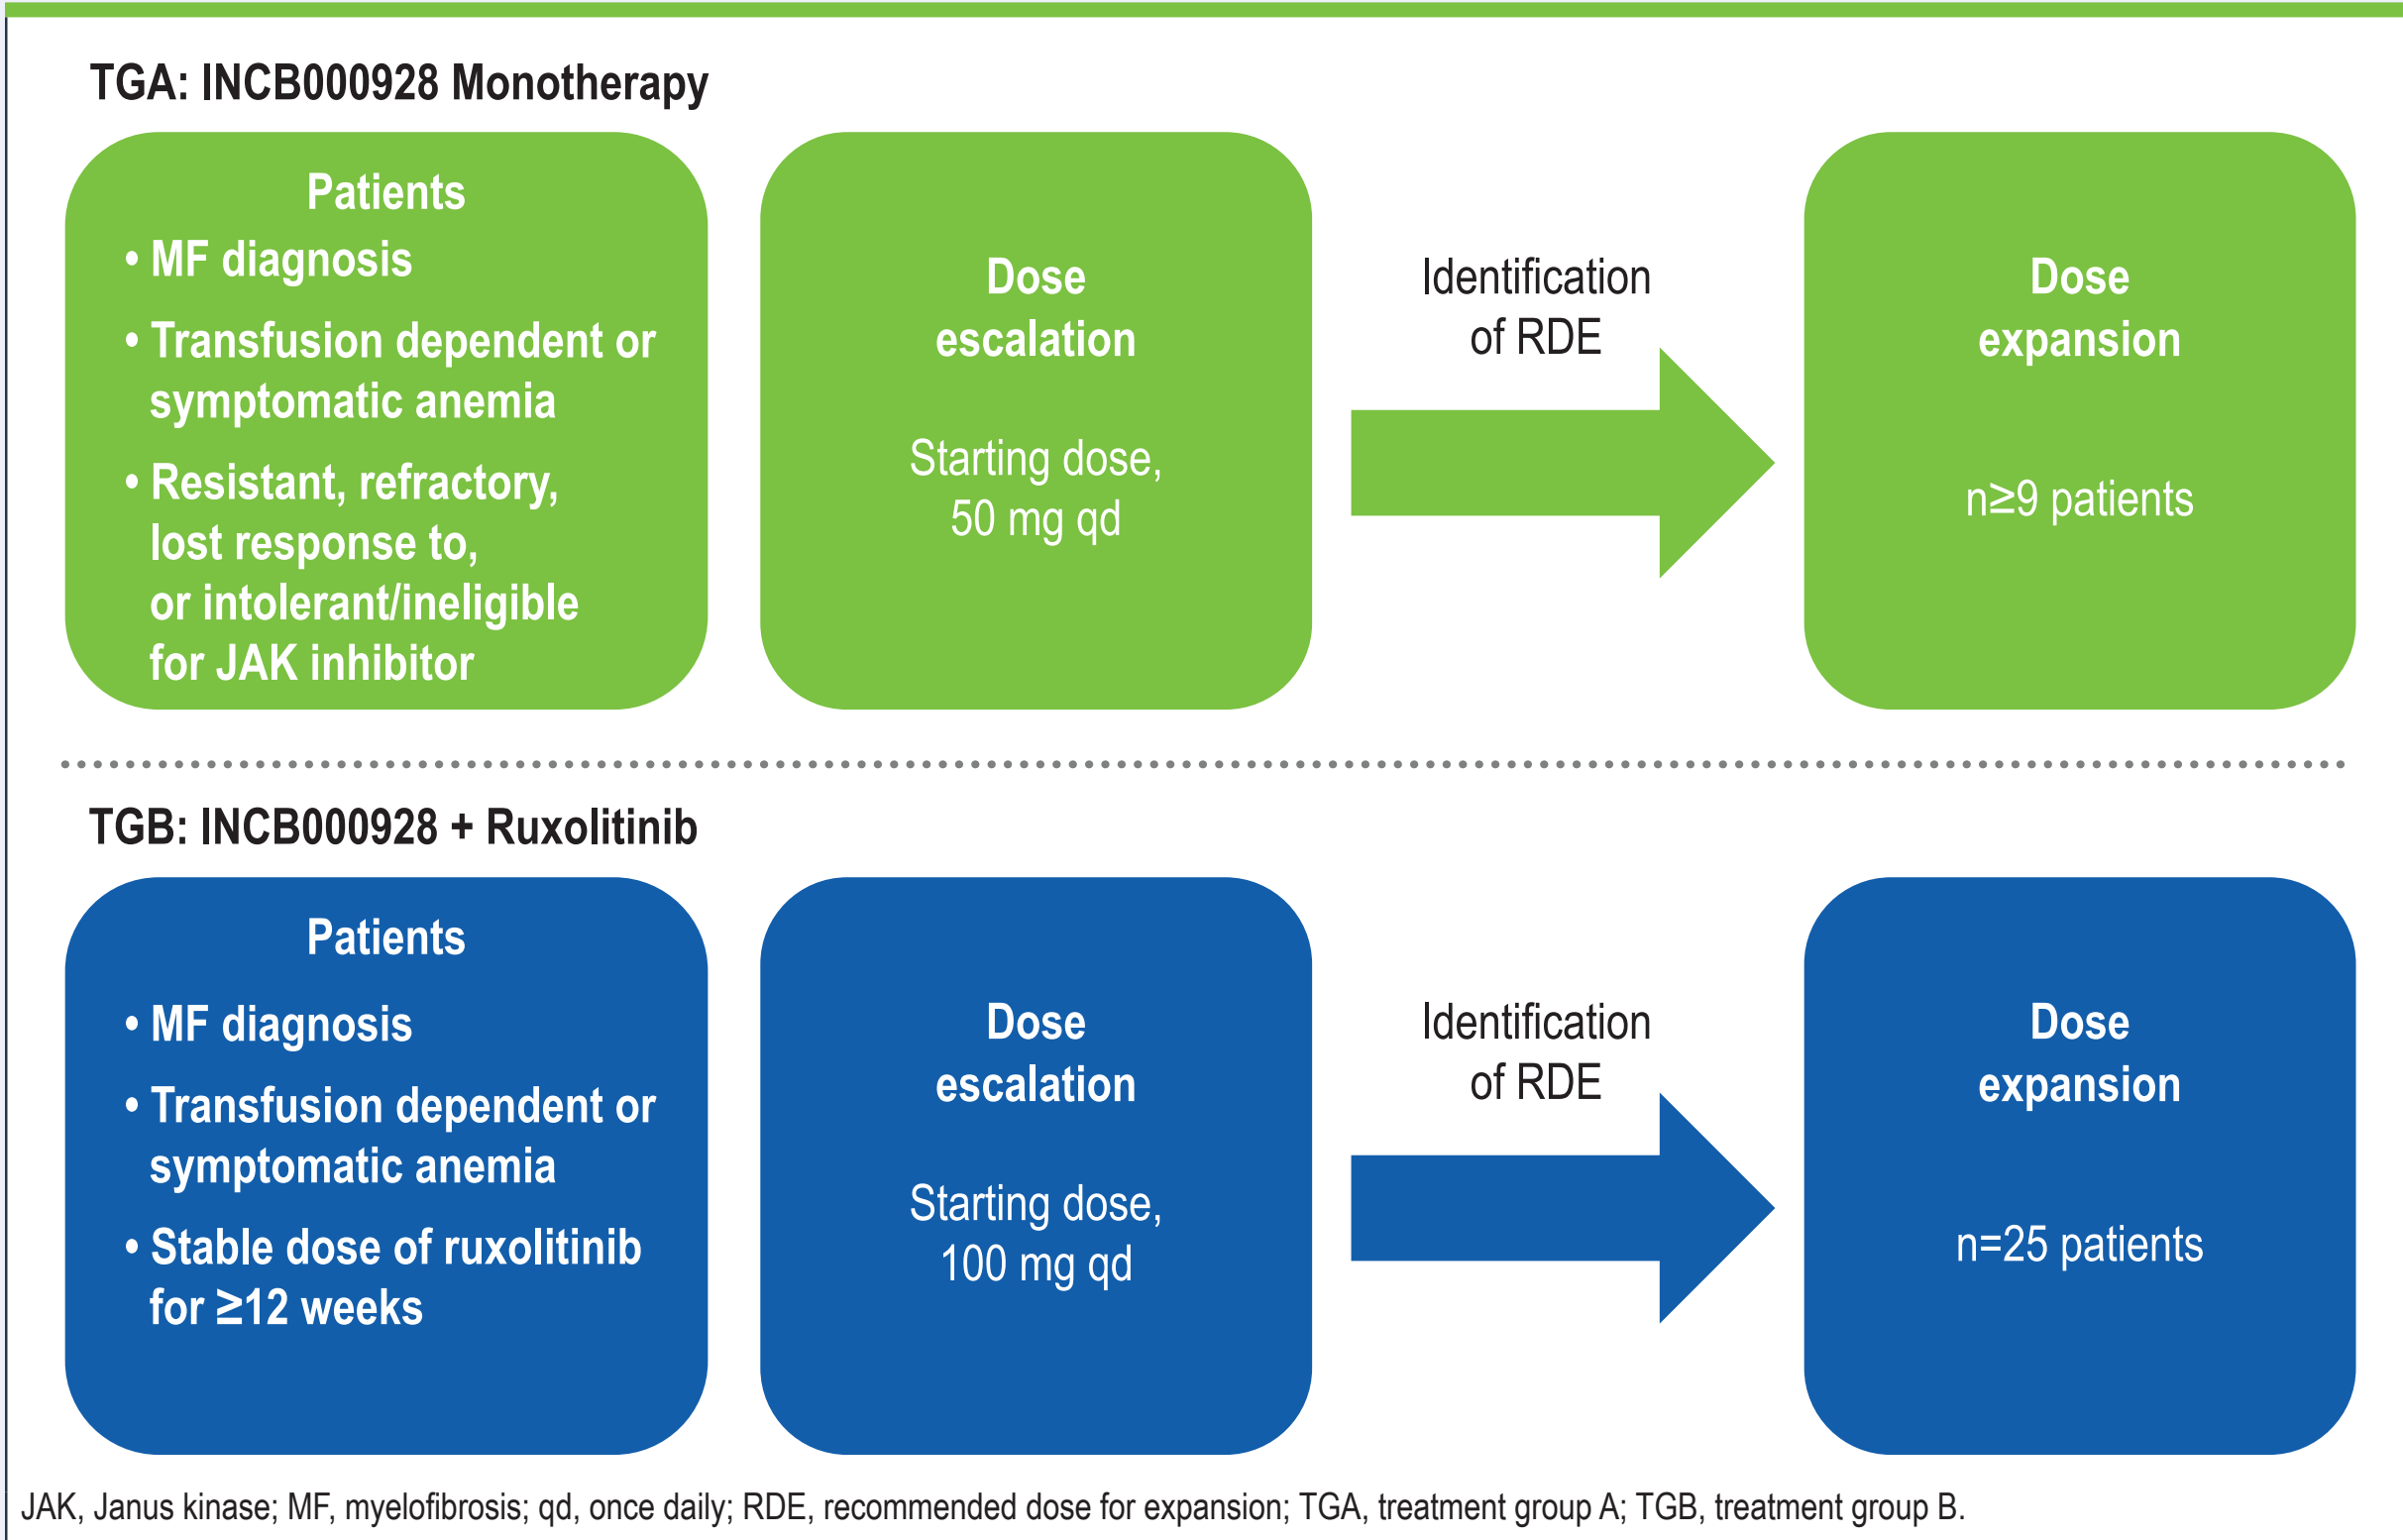 TGA: INCB000928 Monotherapy
Patients
• MF diagnosis
• Transfusion dependent or
symptomatic anemia
• Resistant, refractory,
lost response to,
or intolerant/ineligible
for JAK inhibitor
Dose
escalation
Starting dose,
50 mg qd
Identification
of RDE
Dose
expansion
n≥9 patients
TGB: INCB000928 + Ruxolitinib
Patients
• MF diagnosis
• Transfusion dependent or
symptomatic anemia
• Stable dose of ruxolitinib
for ≥12 weeks
Dose
escalation
Starting dose,
100 mg qd
Identification
of RDE
Dose
expansion
n=25 patients
JAK, Janus kinase; MF, myelofibrosis; qd, once daily; RDE, recommended dose for expansion; TGA, treatment group A; TGB, treatment group B.